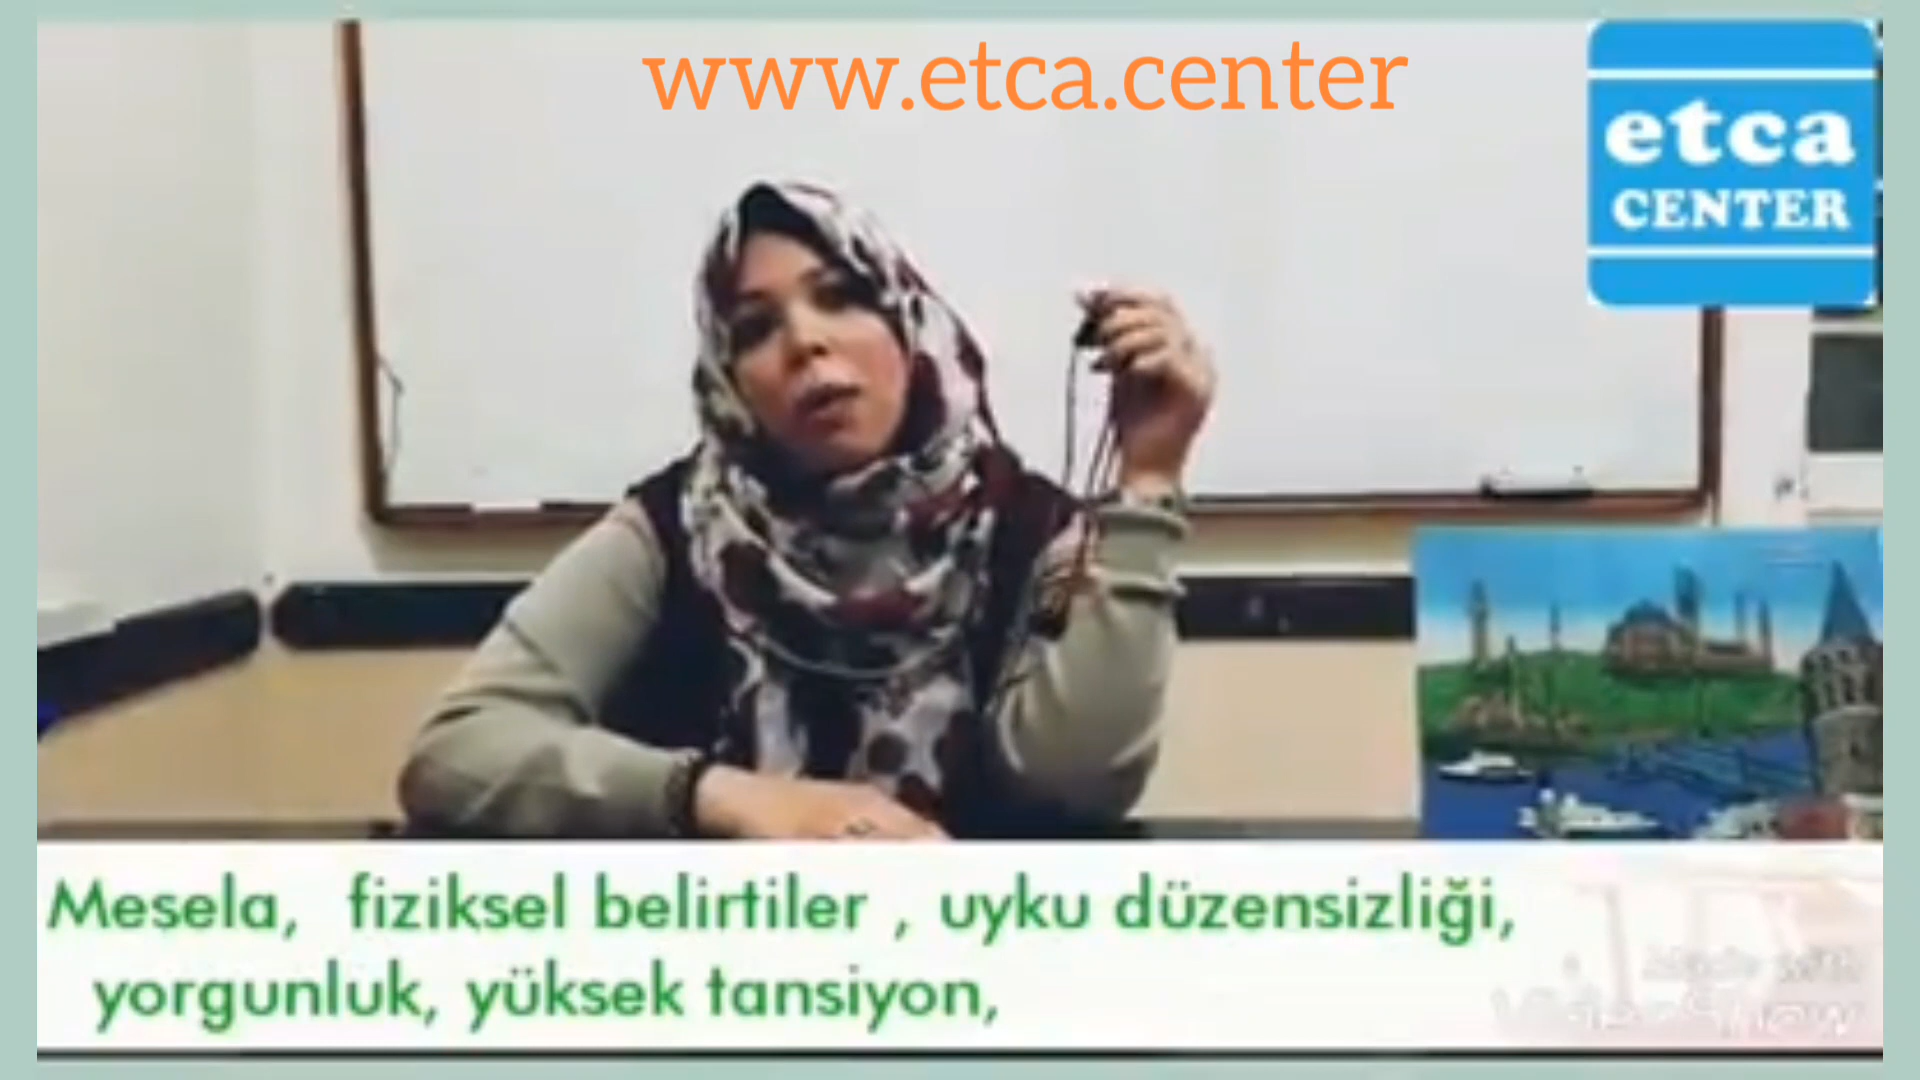 www.etca.center
etca
CENTER
Mesela, fiziksel belirtiler , uyku düzensizliği,
yorgunluk, yüksek tansiyon,